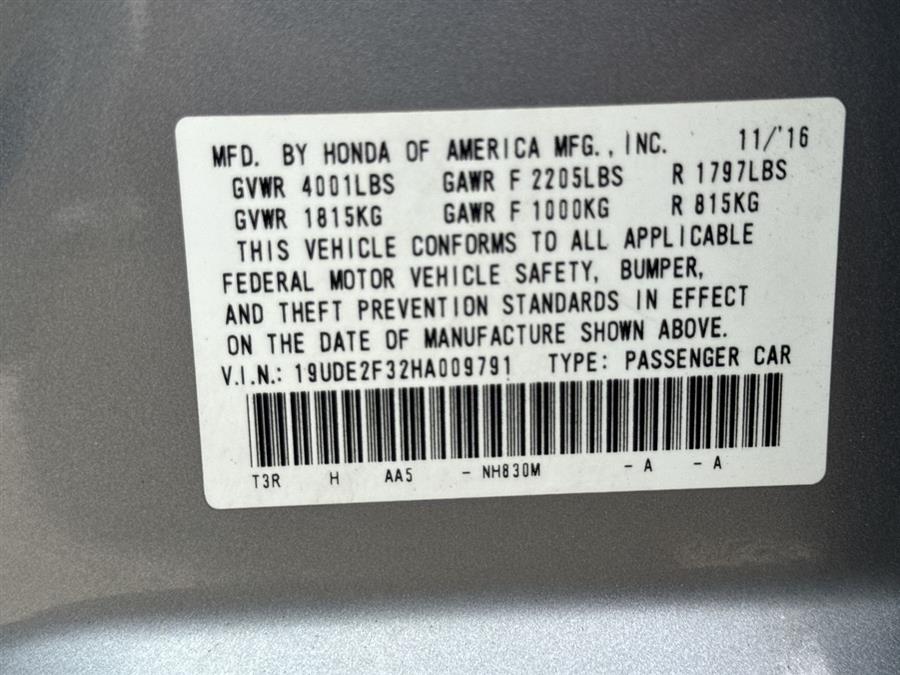 MFD. BY HONDA OF AMERICA MFG., INC. 11/'16
GVWR 4001LBS GAWR F 2205LBS R 1797LBS
GVWR 1815KG GAWR F 1000KG R 815KG
THIS VEHICLE CONFORMS TO ALL APPLICABLE
FEDERAL MOTOR VEHICLE SAFETY, BUMPER,
AND THEFT PREVENTION STANDARDS IN EFFECT
ON THE DATE OF MANUFACTURE SHOWN ABOVE.
V.I.N.: 19UDE2F32HA009791 TYPE: PASSENGER CAR
T3R H AA5 - NH830M - A - A